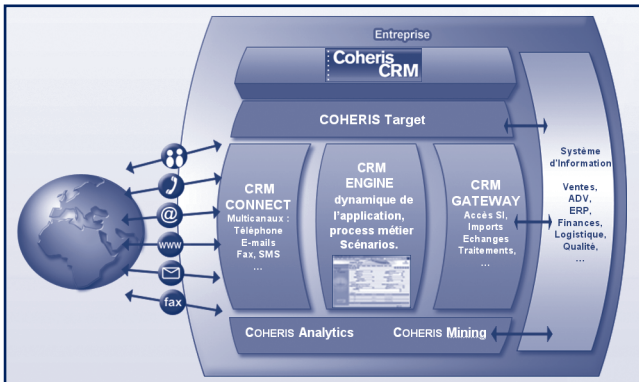 Entreprise
Coheris
CRM
COHERIS Target
@
www
fax
CRM
CONNECT
Multicanaux :
Téléphone
E-mails
Fax, SMS
...
CRM
ENGINE
dynamique de
l'application,
process métier
Scénarios.
CRM
GATEWAY
Accès SI,
Imports
Echanges
Traitements,
...
Système
d'Information
Ventes,
ADV,
ERP,
Finances,
Logistique,
Qualité,
...
COHERIS Analytics
COHERIS Mining